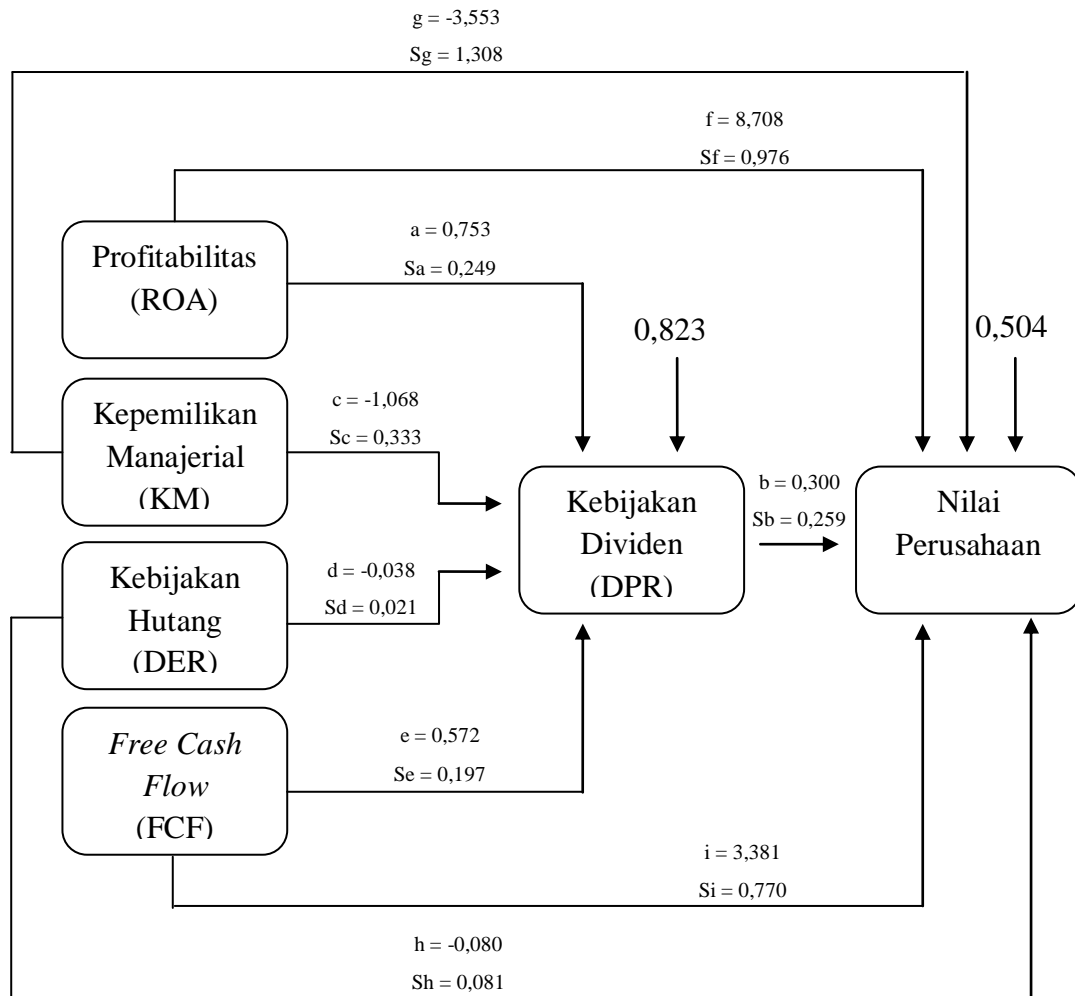 g = -3,553
Sg = 1,308
f = 8,708
Sf = 0,976
Profitabilitas
(ROA)
a = 0,753
Sa = 0,249
0,823
0,504
Kepemilikan
Manajerial
(KM)
c = -1,068
Sc = 0,333
Kebijakan
Dividen
(DPR)
b = 0,300
Sb = 0,259
Nilai
Perusahaan
Kebijakan
Hutang
(DER)
d = -0,038
Sd = 0,021
Free Cash
Flow
(FCF)
e = 0,572
Se = 0,197
i = 3,381
Si = 0,770
h = -0,080
Sh = 0,081